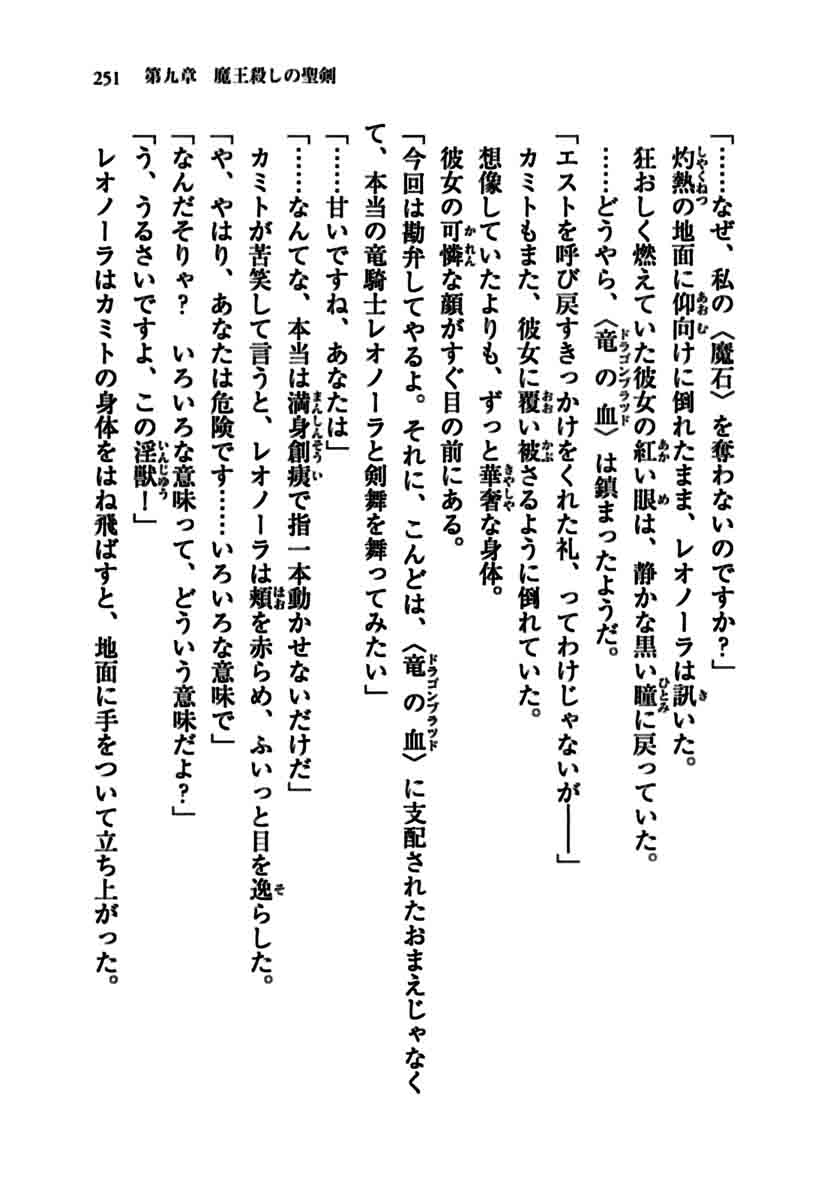 251　第九章　魔王殺しの聖剣
「……なぜ、私の〈魔石〉を奪わないのですか？」
灼熱の地面に仰向けに倒れたまま、レオノーラは訊いた。
狂おしく燃えていた彼女の紅い眼は、静かな黒い瞳に戻っていた。
……どうやら、〈竜の血〉は鎮まったようだ。
「エストを呼び戻すきっかけをくれた礼、ってわけじゃないが――」
カミトもまた、彼女に覆い被さるように倒れていた。
想像していたよりも、ずっと華奢な身体。
彼女の可憐な顔がすぐ目の前にある。
「今回は勘弁してやるよ。それに、こんどは、〈竜の血〉に支配されたおまえじゃなく
て、本当の竜騎士レオノーラと剣舞を舞ってみたい」
「……甘いですね、あなたは」
「……なんてな、本当は満身創痍で指一本動かせないだけだ」
カミトが苦笑して言うと、レオノーラは頬を赤らめ、ふいっと目を逸らした。
「や、やはり、あなたは危険です……いろいろな意味で」
「なんだそりゃ？　いろいろな意味って、どういう意味だよ？」
「う、うるさいですよ、この淫獣！」
レオノーラはカミトの身体をはね飛ばすと、地面に手をついて立ち上がった。